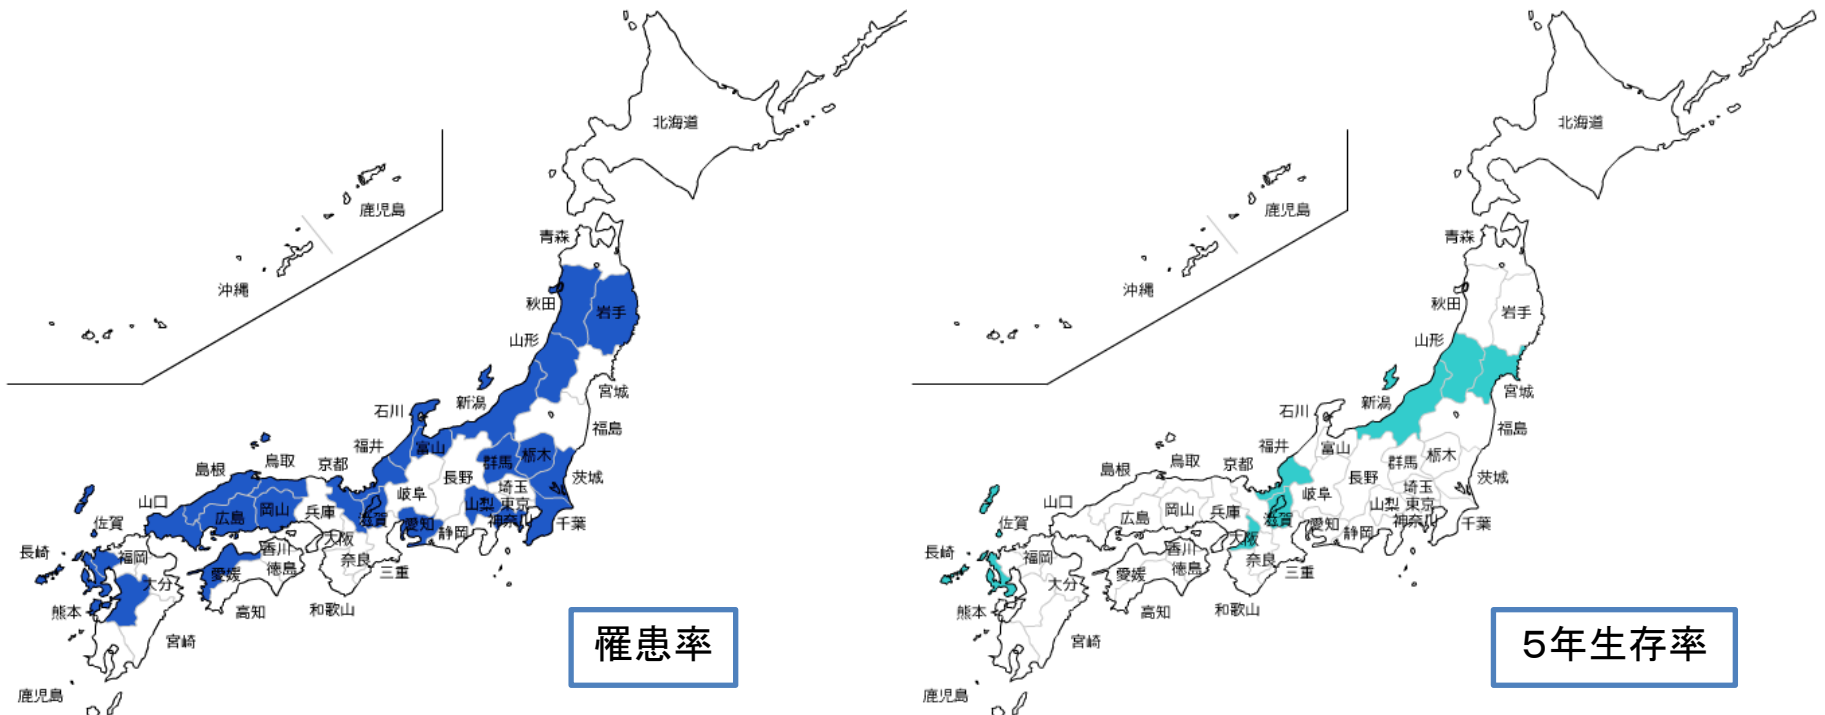 北海道
鹿児島
沖縄
青森
秋田
岩手
山形
宮城
新潟
石川
福島
福井
富山
群馬
栃木
長野
茨城
鳥取
京都
島根
岐阜
埼玉
山口
広島
岡山
兵庫
滋賀
愛知
山梨
東京
神奈川
千葉
静岡
佐賀
長崎
福岡
大分
香川
大阪
奈良
三重
愛媛
徳島
熊本
高知
和歌山
宮崎
鹿児島
罹患率
北海道
鹿児島
沖縄
青森
秋田
岩手
山形
宮城
新潟
石川
福島
福井
富山
群馬
栃木
長野
茨城
鳥取
京都
島根
岐阜
埼玉
山口
広島
岡山
兵庫
滋賀
愛知
山梨
東京
神奈川
千葉
静岡
佐賀
長崎
福岡
大分
香川
大阪
奈良
三重
愛媛
徳島
熊本
高知
和歌山
宮崎
鹿児島
5年生存率